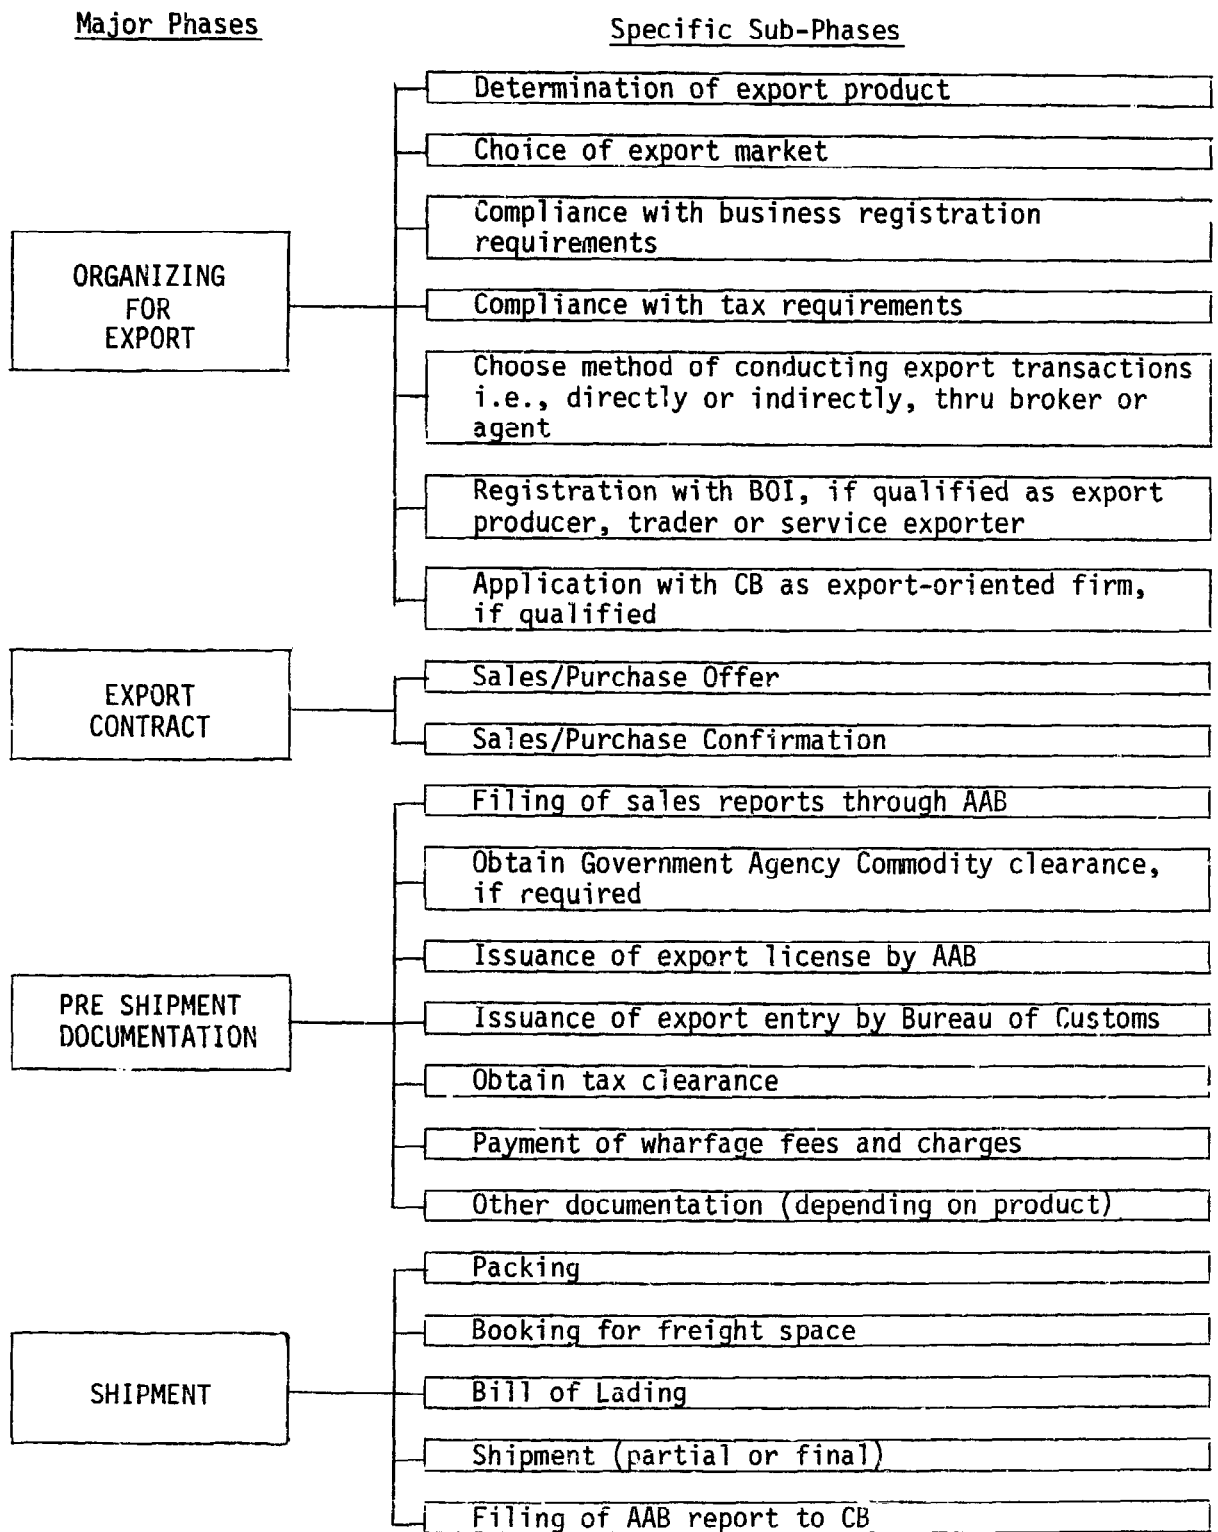 Major Phases
Specific Sub-Phases
ORGANIZING
FOR
EXPORT
Determination of export product
Choice of export market
Compliance with business registration
requirements
Compliance with tax requirements
Choose method of conducting export transactions
i.e., directly or indirectly, thru broker or
agent
Registration with BOI, if qualified as export
producer, trader or service exporter
Application with CB as export-oriented firm,
if qualified
EXPORT
CONTRACT
Sales/Purchase Offer
Sales/Purchase Confirmation
PRE SHIPMENT
DOCUMENTATION
Filing of sales reports through AAB
Obtain Government Agency Commodity clearance,
if required
Issuance of export license by AAB
Issuance of export entry by Bureau of Customs
Obtain tax clearance
Payment of wharfage fees and charges
Other documentation (depending on product)
SHIPMENT
Packing
Booking for freight space
Bill of Lading
Shipment (partial or final)
Filing of AAB report to CB